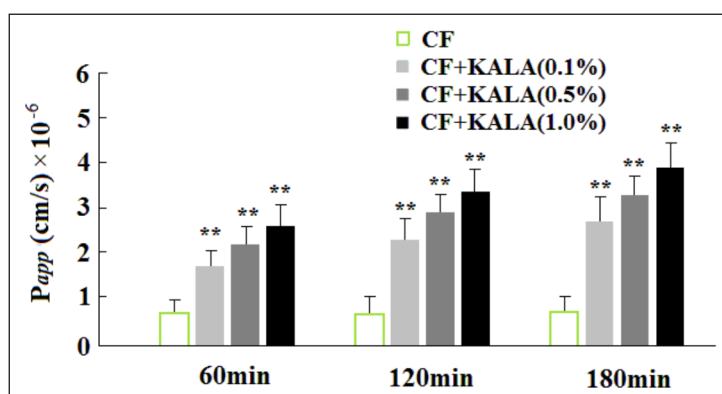 CF
CF+KALA(0.1%)
CF+KALA(0.5%)
CF+KALA(1.0%)
Papp (cm/s) ×10⁻⁶
6
5
4
3
2
1
0
** ** **
** ** **
** ** **
60min 120min 180min